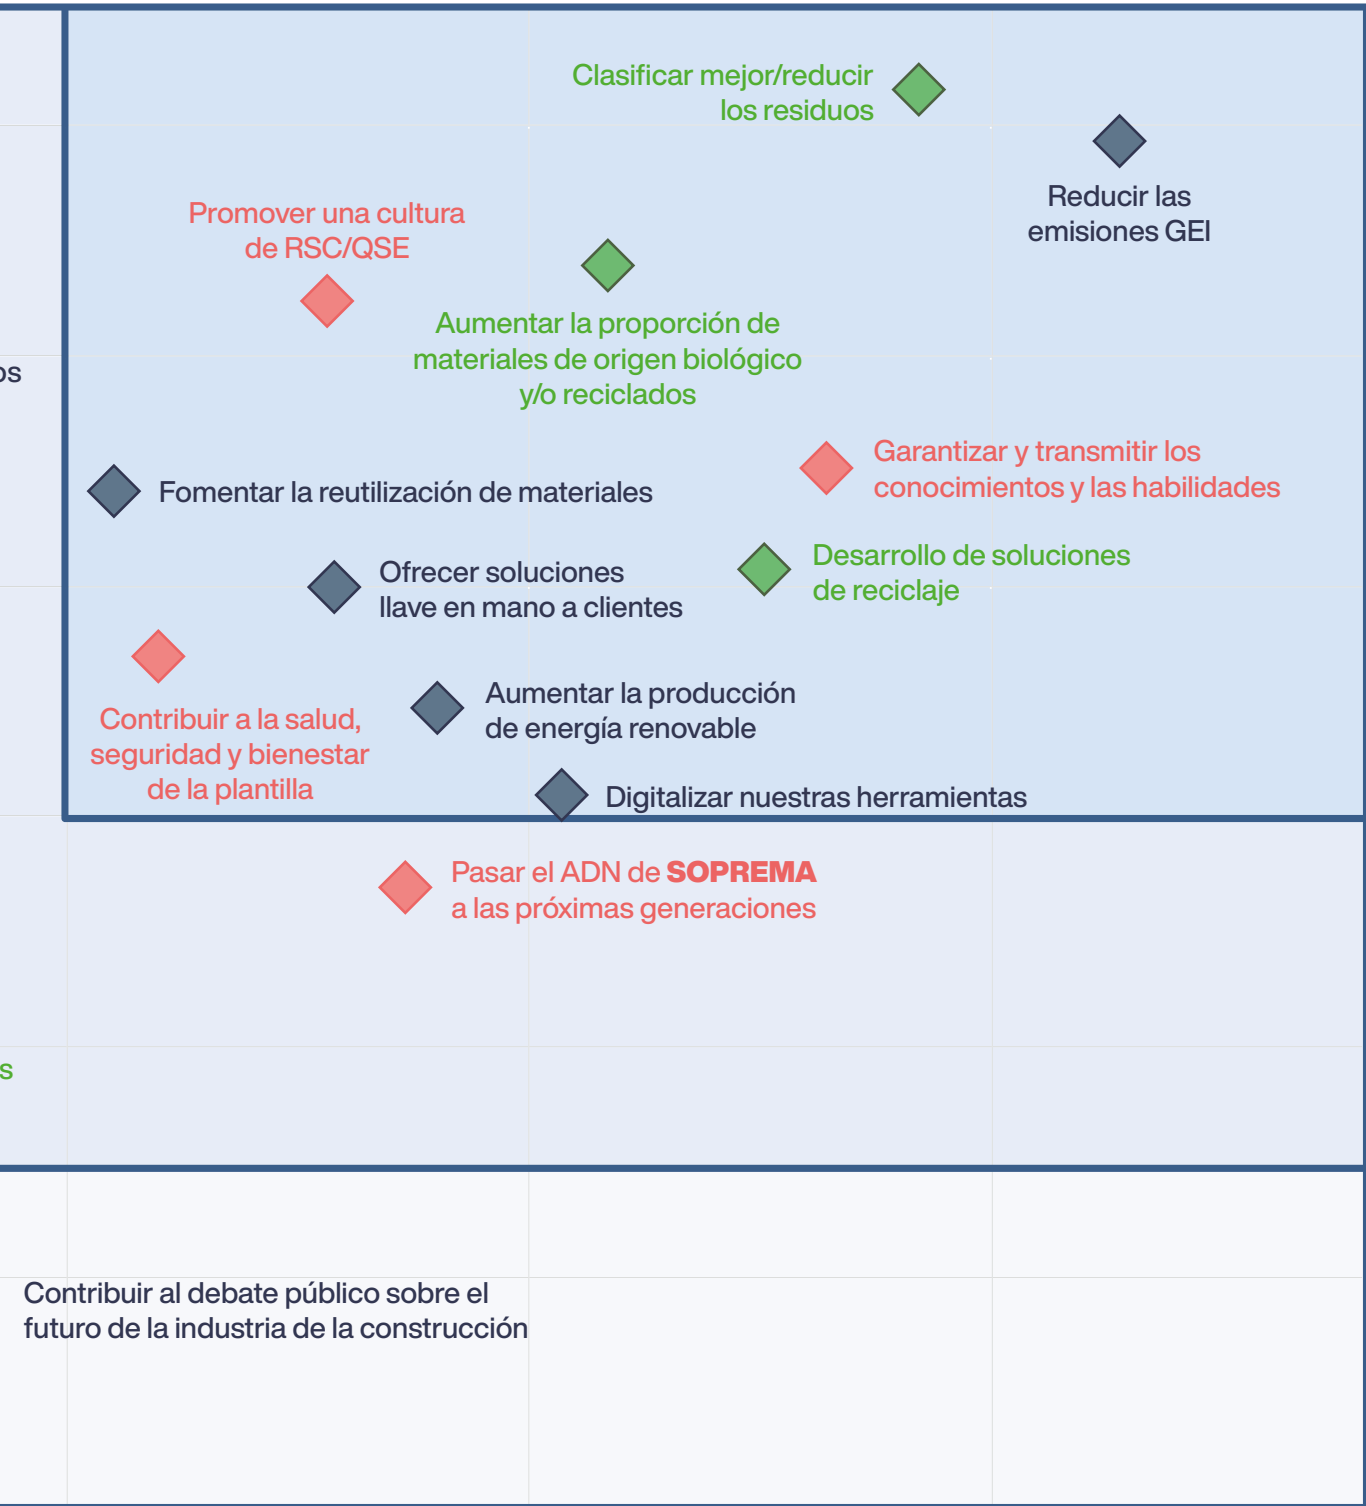 Clasificar mejor/reducir
los residuos
Reducir las
emisiones GEI
Promover una cultura
de RSC/QSE
Aumentar la proporción de
materiales de origen biológico
y/o reciclados
Garantizar y transmitir los
conocimientos y las habilidades
Fomentar la reutilización de materiales
Desarrollo de soluciones
de reciclaje
Ofrecer soluciones
llave en mano a clientes
Contribuir a la salud,
seguridad y bienestar
de la plantilla
Aumentar la producción
de energía renovable
Digitalizar nuestras herramientas
Pasar el ADN de SOPREMA
a las próximas generaciones
Contribuir al debate público sobre el
futuro de la industria de la construcción